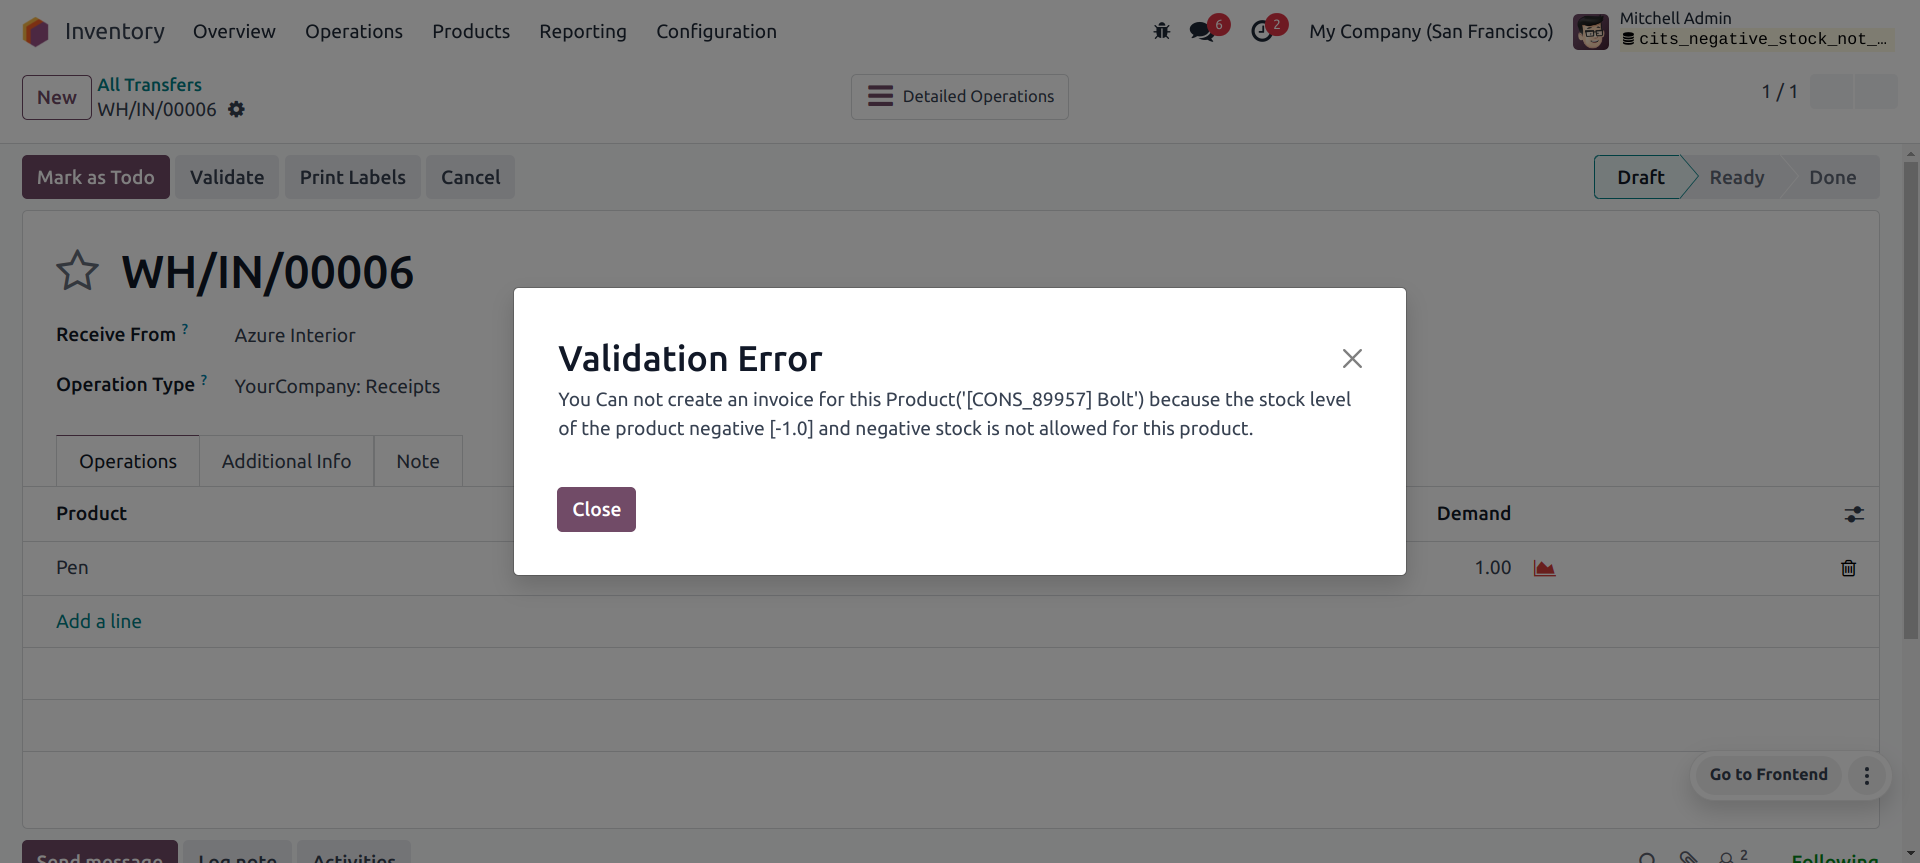 Inventory Overview Operations Products Reporting Configuration 6 2 My Company (San Francisco) Mitchell Admin
cits_negative_stock_not_...
New All Transfers
WH/IN/00006
Detailed Operations
1 / 1
Mark as Todo Validate Print Labels Cancel Draft Ready Done
WH/IN/00006
Receive From ? Azure Interior
Operation Type ? YourCompany: Receipts
Validation Error
You Can not create an invoice for this Product('[CONS_89957] Bolt') because the stock level
of the product negative [-1.0] and negative stock is not allowed for this product.
Close
Operations Additional Info Note
Product Demand
Pen 1.00
Add a line
Go to Frontend
Send message Log note Activities 2 Following